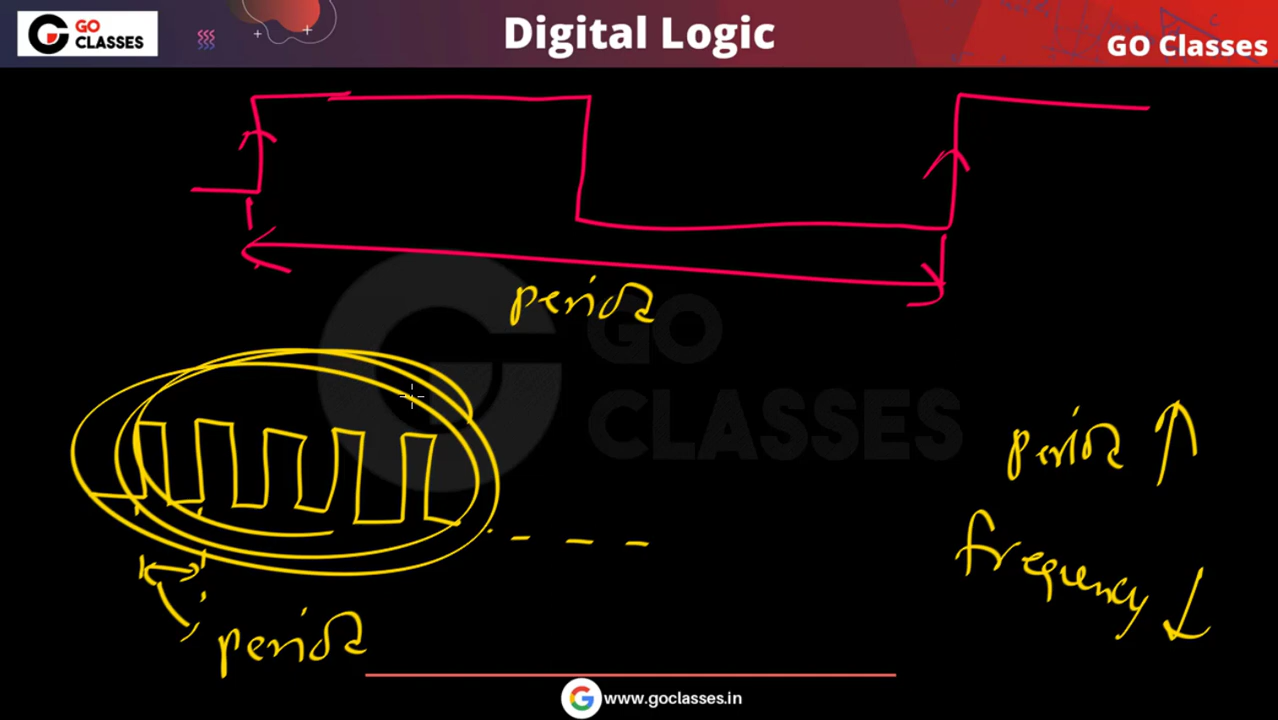 GO
CLASSES
Digital Logic
GO Classes
period
GO
CLASSES
period ↑
frequency ↓
period
www.goclasses.in